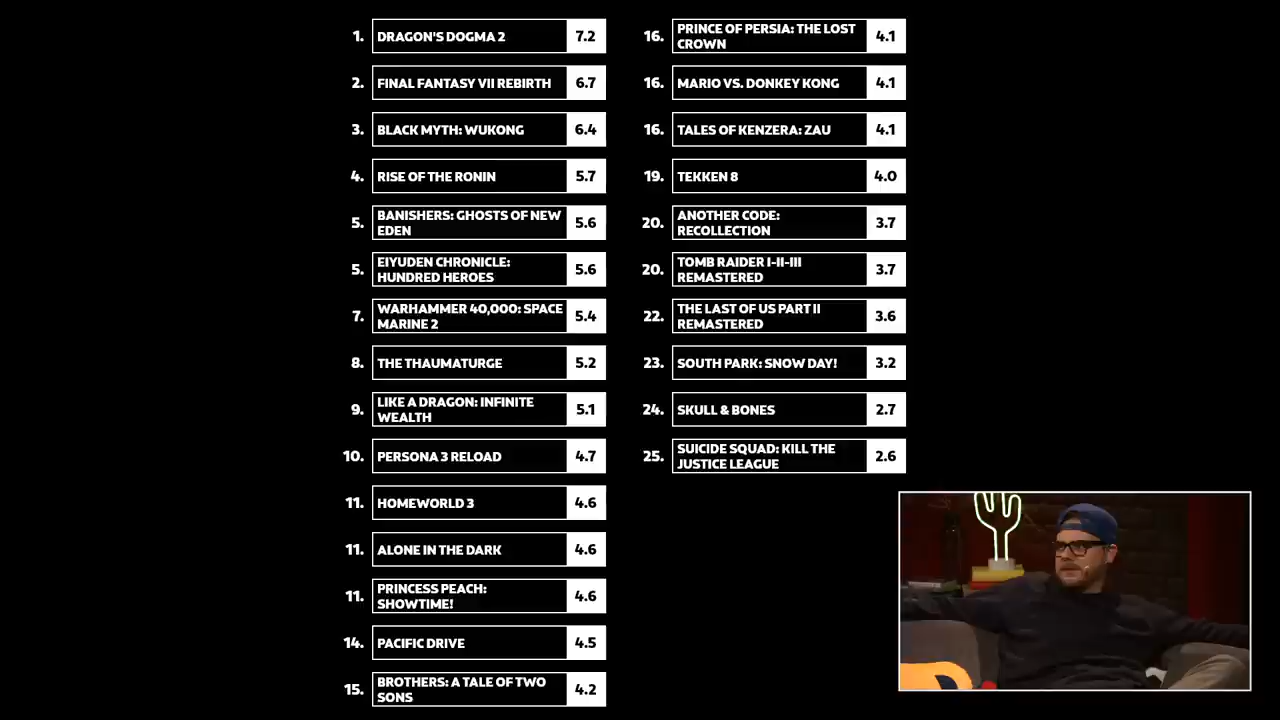 1. DRAGON'S DOGMA 2 7.2
2. FINAL FANTASY VII REBIRTH 6.7
3. BLACK MYTH: WUKONG 6.4
4. RISE OF THE RONIN 5.7
5. BANISHERS: GHOSTS OF NEW
EDEN 5.6
5. EIYUDEN CHRONICLE:
HUNDRED HEROES 5.6
7. WARHAMMER 40,000: SPACE
MARINE 2 5.4
8. THE THAUMATURGE 5.2
9. LIKE A DRAGON: INFINITE
WEALTH 5.1
10. PERSONA 3 RELOAD 4.7
11. HOMEWORLD 3 4.6
11. ALONE IN THE DARK 4.6
11. PRINCESS PEACH:
SHOWTIME! 4.6
14. PACIFIC DRIVE 4.5
15. BROTHERS: A TALE OF TWO
SONS 4.2
16. PRINCE OF PERSIA: THE LOST
CROWN 4.1
16. MARIO VS. DONKEY KONG 4.1
16. TALES OF KENZERA: ZAU 4.1
19. TEKKEN 8 4.0
20. ANOTHER CODE:
RECOLLECTION 3.7
20. TOMB RAIDER I-II-III
REMASTERED 3.7
22. THE LAST OF US PART II
REMASTERED 3.6
23. SOUTH PARK: SNOW DAY! 3.2
24. SKULL & BONES 2.7
25. SUICIDE SQUAD: KILL THE
JUSTICE LEAGUE 2.6